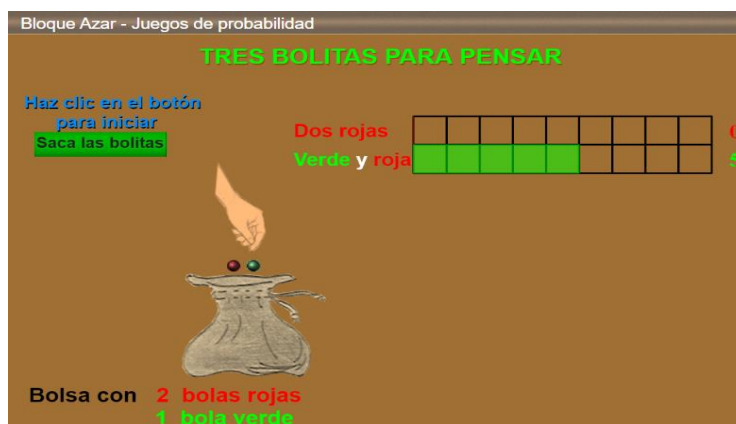 Bloque Azar - Juegos de probabilidad
TRES BOLITAS PARA PENSAR
Haz clic en el botón
para iniciar
Saca las bolitas
Dos rojas
Verde y roja
5
Bolsa con 2 bolas rojas
1 bola verde